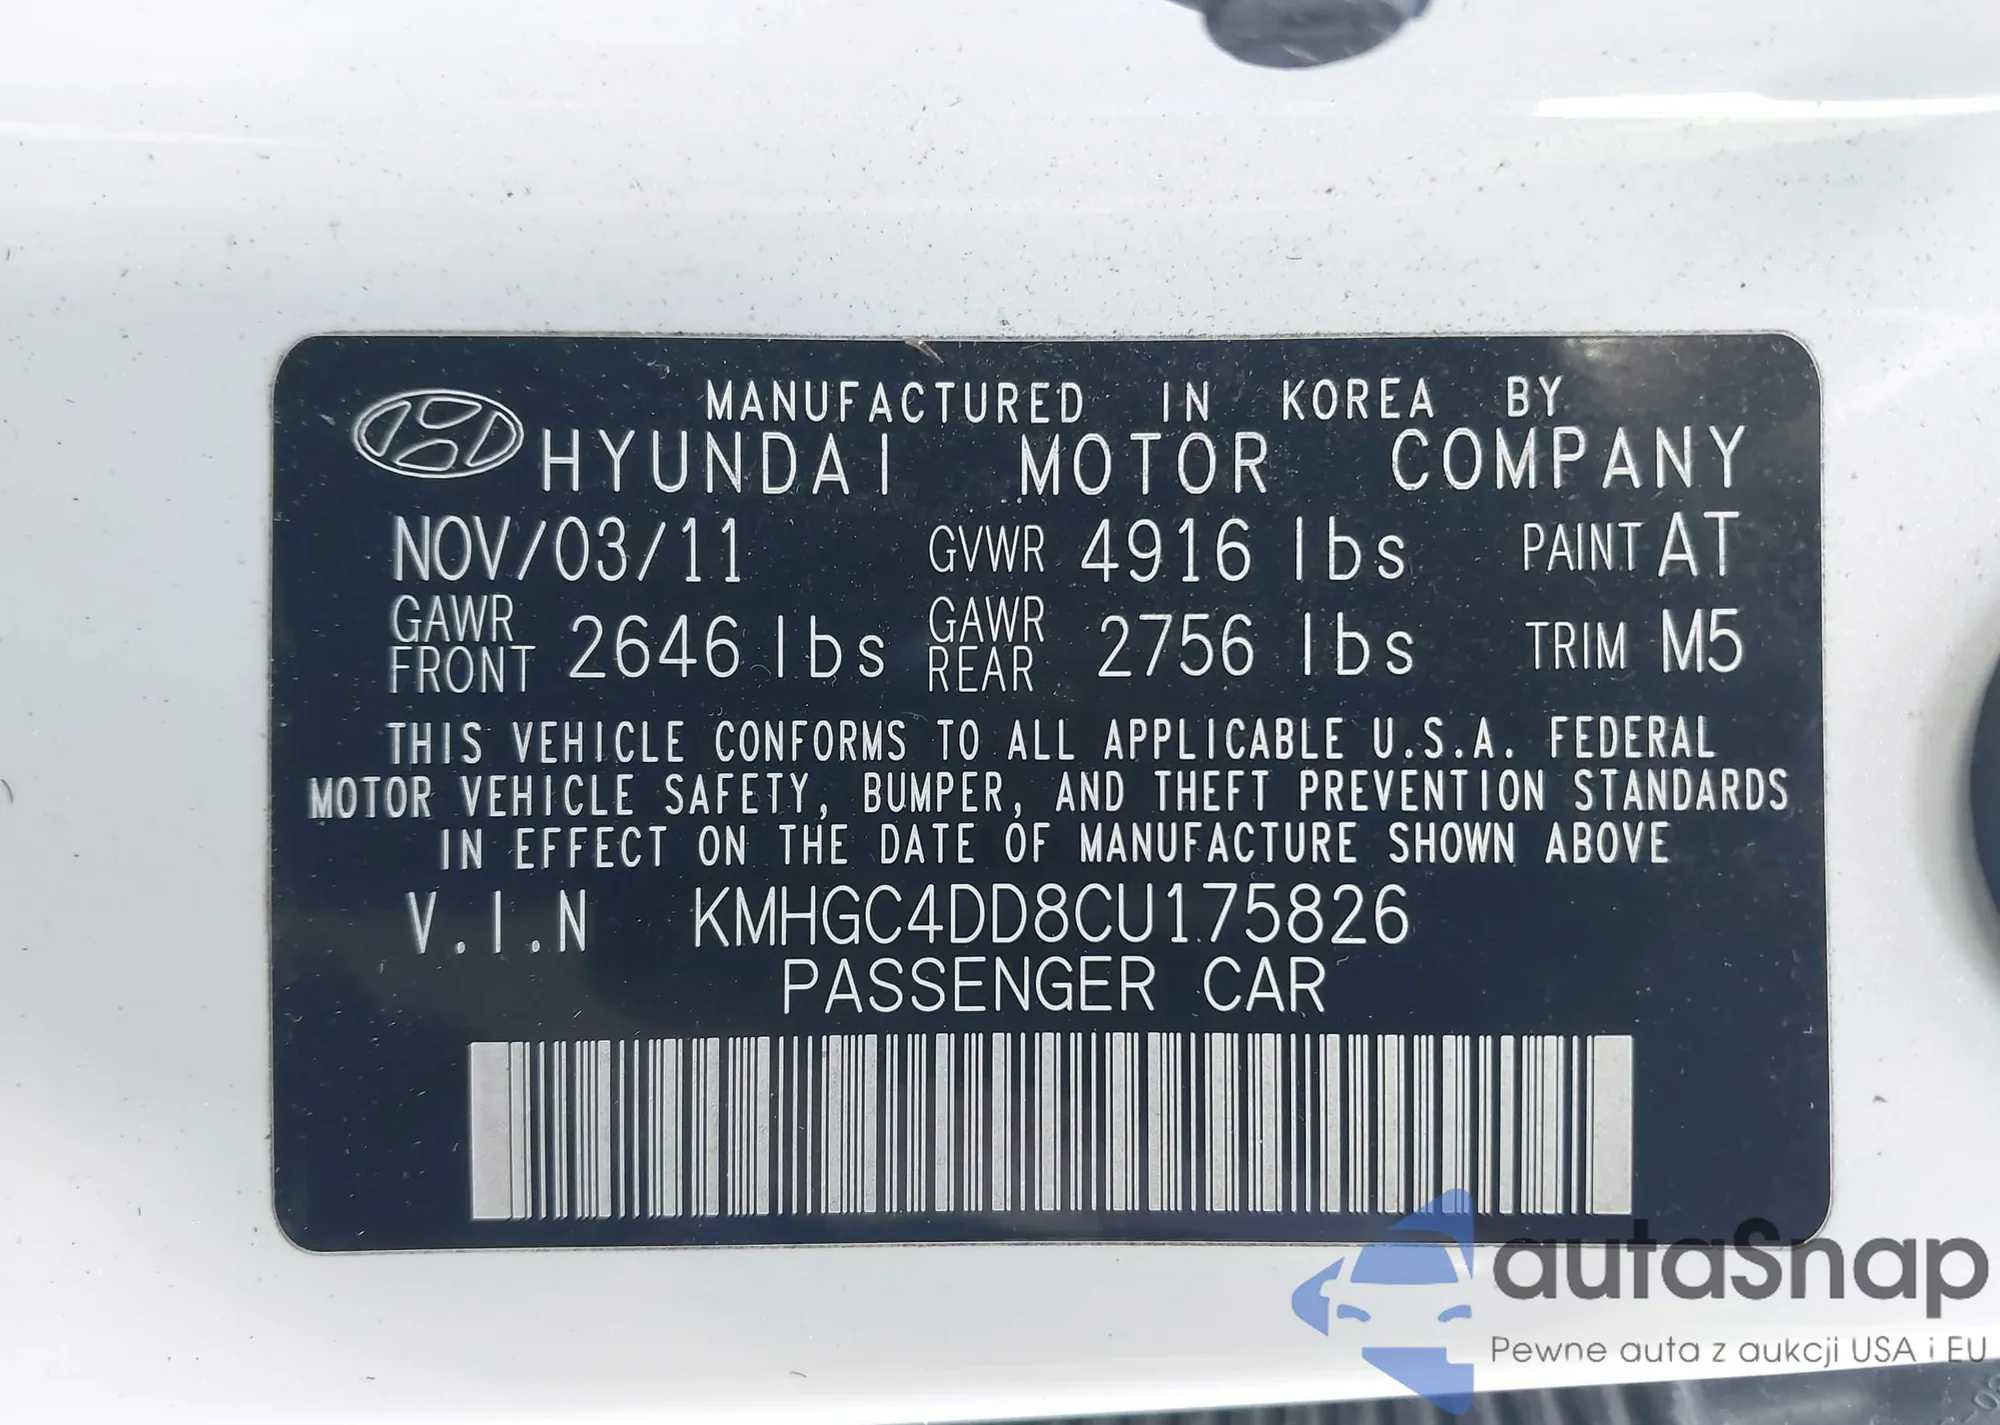 MANUFACTURED IN KOREA BY
HYUNDAI MOTOR COMPANY
NOV/03/11 GVWR 4916 lbs PAINT AT
GAWR FRONT 2646 lbs GAWR REAR 2756 lbs TRIM M5
THIS VEHICLE CONFORMS TO ALL APPLICABLE U.S.A. FEDERAL
MOTOR VEHICLE SAFETY, BUMPER, AND THEFT PREVENTION STANDARDS
IN EFFECT ON THE DATE OF MANUFACTURE SHOWN ABOVE
V.I.N KMHGC4DD8CU175826
PASSENGER CAR
autaSnap
Pewne auta z aukcji USA i EU